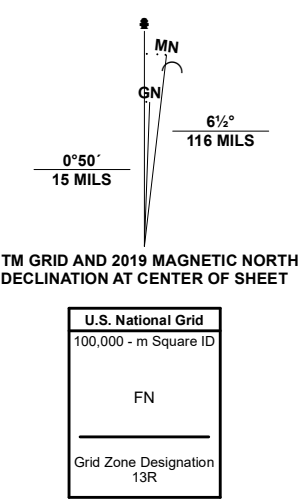 MN
GN
6½°
116 MILS
0°50´
15 MILS
TM GRID AND 2019 MAGNETIC NORTH
DECLINATION AT CENTER OF SHEET
U.S. National Grid
100,000 - m Square ID
FN
Grid Zone Designation
13R